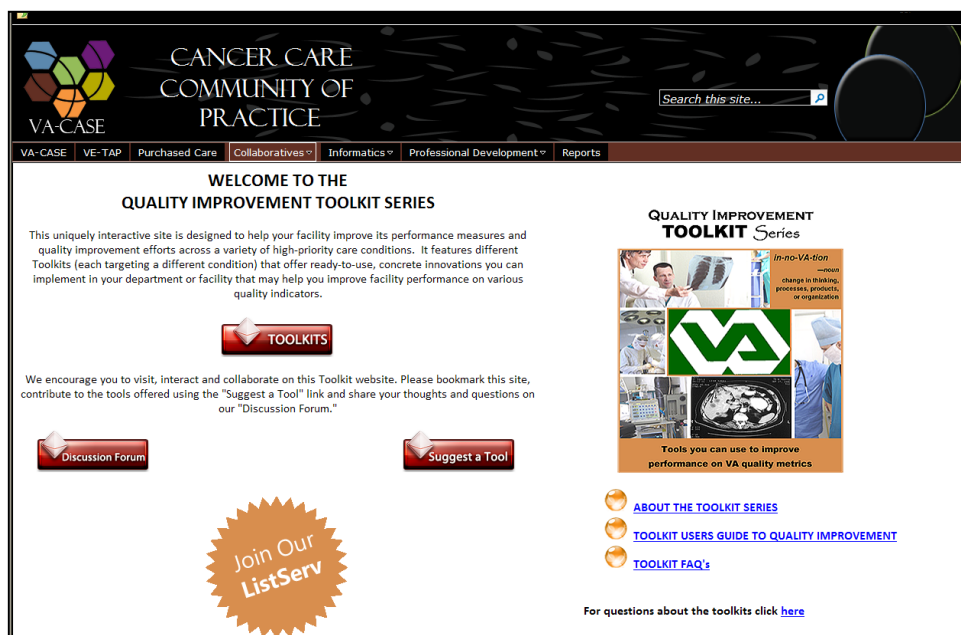 CANCER CARE
COMMUNITY OF
PRACTICE
VA-CASE
Search this site...
VA-CASE VE-TAP Purchased Care Collaboratives Informatics Professional Development Reports
WELCOME TO THE
QUALITY IMPROVEMENT TOOLKIT SERIES
This uniquely interactive site is designed to help your facility improve its performance measures and
quality improvement efforts across a variety of high-priority care conditions. It features different
Toolkits (each targeting a different condition) that offer ready-to-use, concrete innovations you can
implement in your department or facility that may help you improve facility performance on various
quality indicators.
TOOLKITS
We encourage you to visit, interact and collaborate on this Toolkit website. Please bookmark this site,
contribute to the tools offered using the "Suggest a Tool" link and share your thoughts and questions on
our "Discussion Forum."
Discussion Forum
Suggest a Tool
Join Our
ListServ
QUALITY IMPROVEMENT
TOOLKIT Series
in-no-VA-tion
—noun
change in thinking,
processes, products,
or organization
VA
Tools you can use to improve
performance on VA quality metrics
ABOUT THE TOOLKIT SERIES
TOOLKIT USERS GUIDE TO QUALITY IMPROVEMENT
TOOLKIT FAQ's
For questions about the toolkits click here